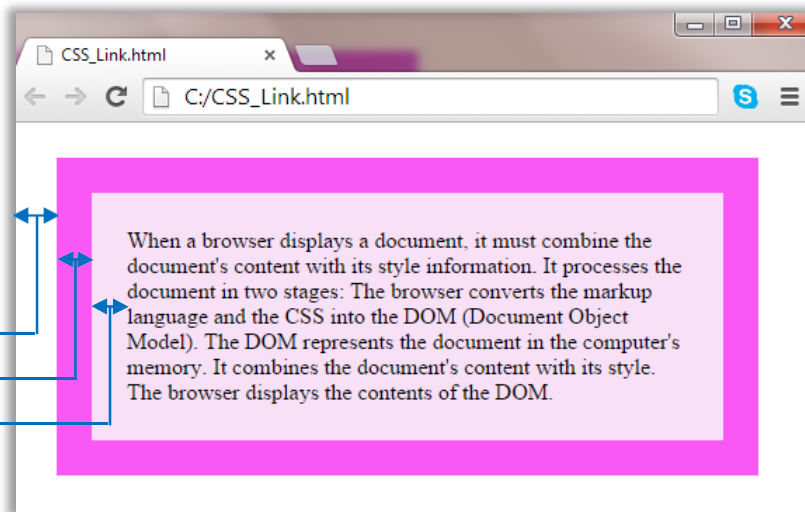 CSS_Link.html
C:/CSS_Link.html
When a browser displays a document, it must combine the
document's content with its style information. It processes the
document in two stages: The browser converts the markup
language and the CSS into the DOM (Document Object
Model). The DOM represents the document in the computer's
memory. It combines the document's content with its style.
The browser displays the contents of the DOM.